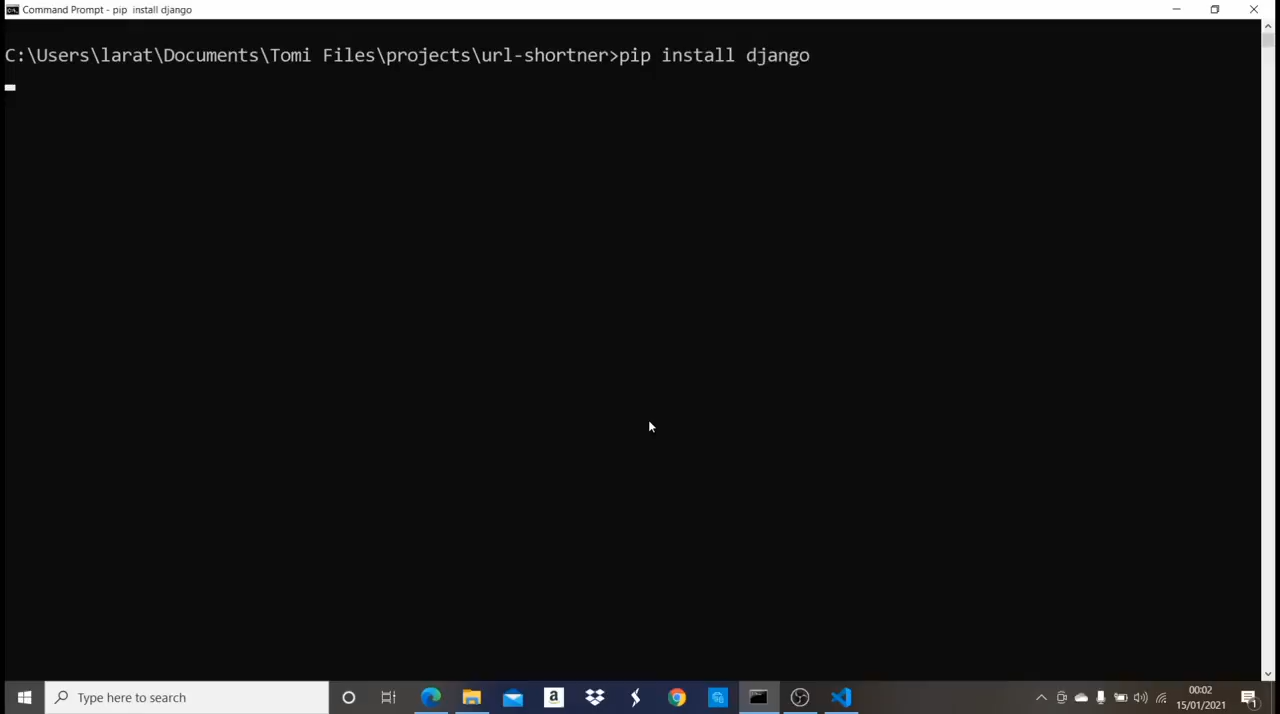 Command Prompt - pip  install django
C:\Users\larat\Documents\Tomi Files\projects\url-shortner>pip install django
Type here to search
a
00:02
15/01/2021
1